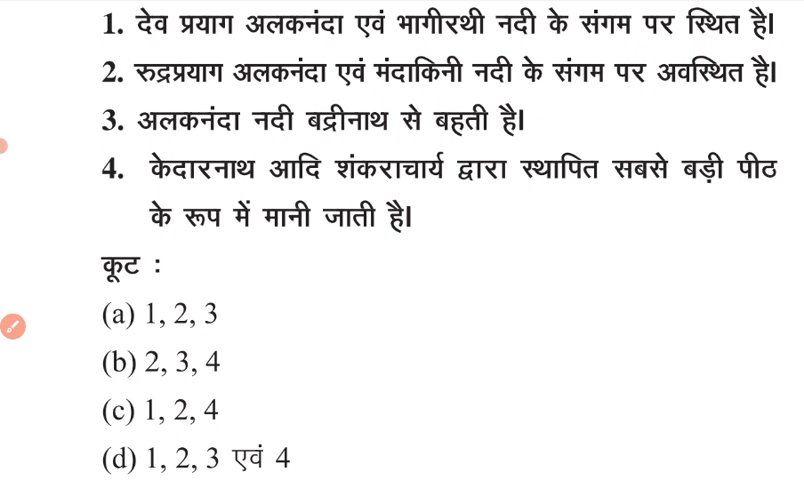 1. देव प्रयाग अलकनंदा एवं भागीरथी नदी के संगम पर स्थित है।
2. रुद्रप्रयाग अलकनंदा एवं मंदाकिनी नदी के संगम पर अवस्थित है।
3. अलकनंदा नदी बद्रीनाथ से बहती है।
4. केदारनाथ आदि शंकराचार्य द्वारा स्थापित सबसे बड़ी पीठ
के रूप में मानी जाती है।
कूट :
(a) 1, 2, 3
(b) 2, 3, 4
(c) 1, 2, 4
(d) 1, 2, 3 एवं 4